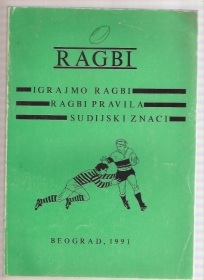 RAGBI
IGRAJMO RAGBI
RAGBI PRAVILA
SUDIJSKI ZNACI
BEOGRAD, 1991